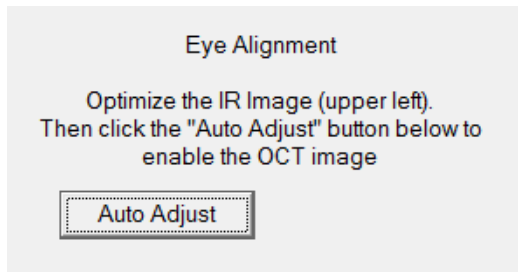 Eye Alignment
Optimize the IR Image (upper left).
Then click the "Auto Adjust" button below to
enable the OCT image
Auto Adjust